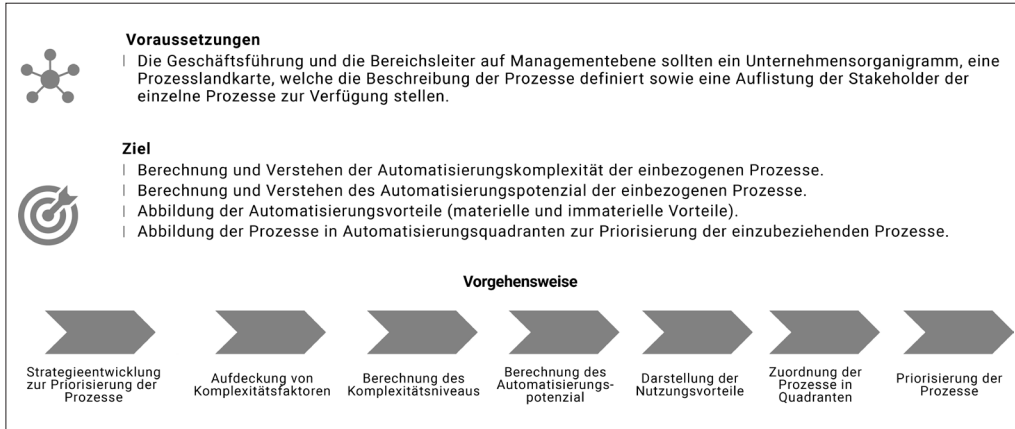 Voraussetzungen
| Die Geschäftsführung und die Bereichsleiter auf Managementebene sollten ein Unternehmensorganigramm, eine
Prozesslandkarte, welche die Beschreibung der Prozesse definiert sowie eine Auflistung der Stakeholder der
einzelne Prozesse zur Verfügung stellen.
Ziel
| Berechnung und Verstehen der Automatisierungskomplexität der einbezogenen Prozesse.
| Berechnung und Verstehen des Automatisierungspotenzial der einbezogenen Prozesse.
| Abbildung der Automatisierungsvorteile (materielle und immaterielle Vorteile).
| Abbildung der Prozesse in Automatisierungsquadranten zur Priorisierung der einzubeziehenden Prozesse.
Vorgehensweise
Strategieentwicklung
zur Priorisierung der
Prozesse
Aufdeckung von
Komplexitätsfaktoren
Berechnung des
Komplexitätsniveaus
Berechnung des
Automatisierungs-
potenzial
Darstellung der
Nutzungsvorteile
Zuordnung der
Prozesse in
Quadranten
Priorisierung der
Prozesse